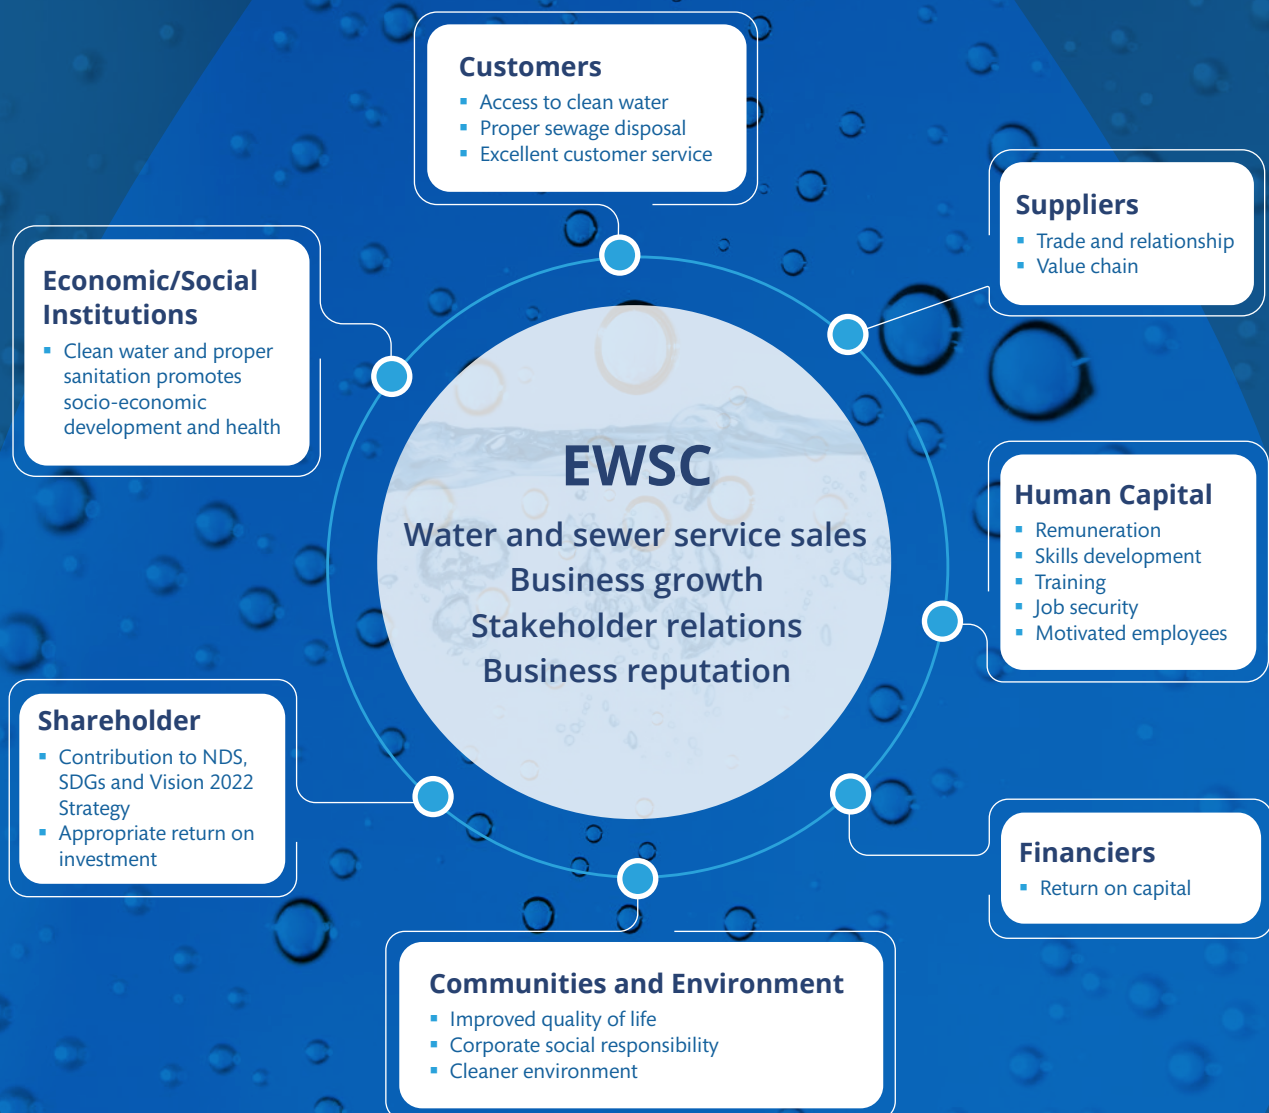 Customers
Access to clean water
Proper sewage disposal
Excellent customer service
Suppliers
Trade and relationship
Value chain
Economic/Social
Institutions
Clean water and proper
sanitation promotes
socio-economic
development and health
EWSC
Water and sewer service sales
Business growth
Stakeholder relations
Business reputation
Human Capital
Remuneration
Skills development
Training
Job security
Motivated employees
Shareholder
Contribution to NDS,
SDGs and Vision 2022
Strategy
Appropriate return on
investment
Financiers
Return on capital
Communities and Environment
Improved quality of life
Corporate social responsibility
Cleaner environment